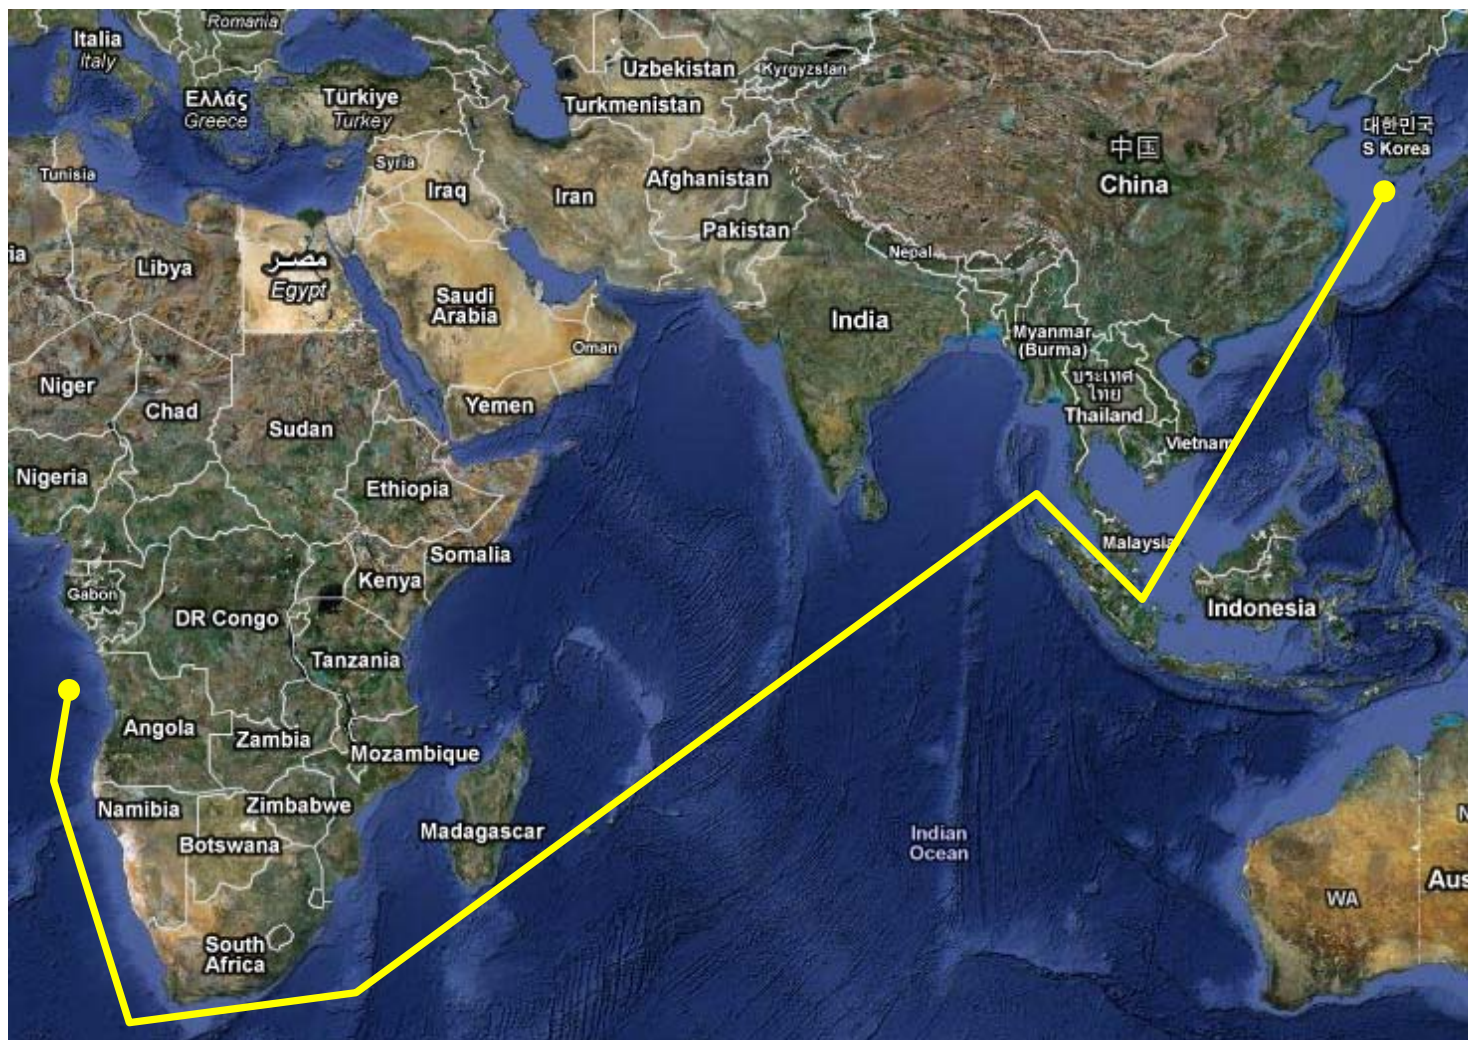 Romania
Italia
Italy
Ελλάς
Greece
Türkiye
Turkey
Uzbekistan
Kyrgyzstan
Turkmenistan
대한민국
S Korea
中国
China
Tunisia
Syria
Iraq
Iran
Afghanistan
Pakistan
Nepal
Libya
مصر
Egypt
Saudi
Arabia
Oman
India
Myanmar
(Burma)
ประเทศ
ไทย
Thailand
Vietnam
Niger
Chad
Sudan
Yemen
Nigeria
Ethiopia
Somalia
Kenya
Gabon
DR Congo
Tanzania
Malaysia
Indonesia
Angola
Zambia
Mozambique
Namibia
Zimbabwe
Botswana
Madagascar
Indian
Ocean
South
Africa
WA
Aus
N
ia